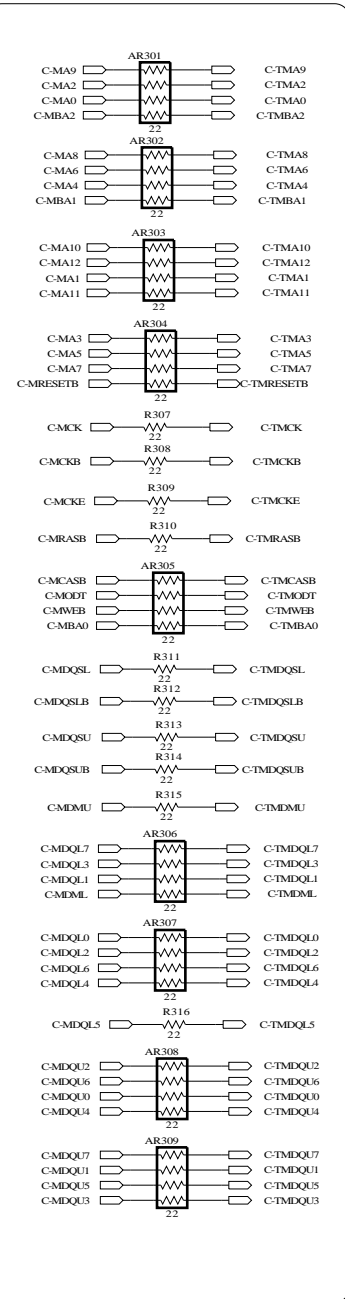 AR301
C-MA9 C-TMA9
C-MA2 C-TMA2
C-MA0 C-TMA0
C-MBA2 C-TMBA2
22
AR302
C-MA8 C-TMA8
C-MA6 C-TMA6
C-MA4 C-TMA4
C-MBA1 C-TMBA1
22
AR303
C-MA10 C-TMA10
C-MA12 C-TMA12
C-MA1 C-TMA1
C-MA11 C-TMA11
22
AR304
C-MA3 C-TMA3
C-MA5 C-TMA5
C-MA7 C-TMA7
C-MRESETB C-TMRESETB
22
R307
C-MCK C-TMCK
22
R308
C-MCKB C-TMCKB
22
R309
C-MCKE C-TMCKE
22
R310
C-MRASB C-TMRASB
22
AR305
C-MCASB C-TMCASB
C-MODT C-TMODT
C-MWEB C-TMWEB
C-MBA0 C-TMBA0
22
R311
C-MDQSL C-TMDQSL
22
R312
C-MDQSLB C-TMDQSLB
22
R313
C-MDQSU C-TMDQSU
22
R314
C-MDQSUB C-TMDQSUB
22
R315
C-MDMU C-TMDMU
22
AR306
C-MDQL7 C-TMDQL7
C-MDQL3 C-TMDQL3
C-MDQL1 C-TMDQL1
C-MDML C-TMDML
22
AR307
C-MDQL0 C-TMDQL0
C-MDQL2 C-TMDQL2
C-MDQL6 C-TMDQL6
C-MDQL4 C-TMDQL4
22
R316
C-MDQL5 C-TMDQL5
22
AR308
C-MDQU2 C-TMDQU2
C-MDQU6 C-TMDQU6
C-MDQU0 C-TMDQU0
C-MDQU4 C-TMDQU4
22
AR309
C-MDQU7 C-TMDQU7
C-MDQU1 C-TMDQU1
C-MDQU5 C-TMDQU5
C-MDQU3 C-TMDQU3
22